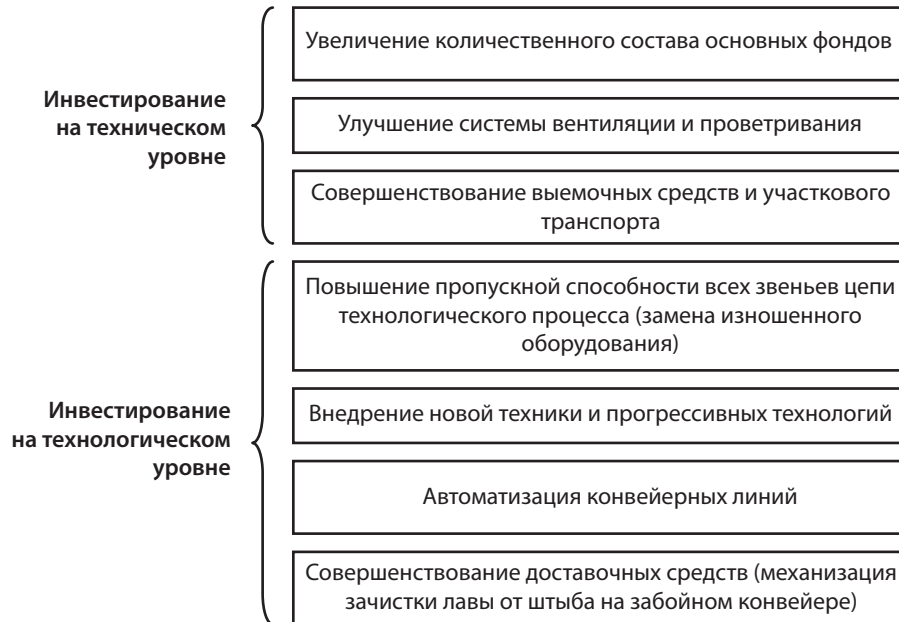 Инвестирование
на техническом
уровне
Увеличение количественного состава основных фондов
Улучшение системы вентиляции и проветривания
Совершенствование выемочных средств и участкового
транспорта
Инвестирование
на технологическом
уровне
Повышение пропускной способности всех звеньев цепи
технологического процесса (замена изношенного
оборудования)
Внедрение новой техники и прогрессивных технологий
Автоматизация конвейерных линий
Совершенствование доставочных средств (механизация
зачистки лавы от штыба на забойном конвейере)